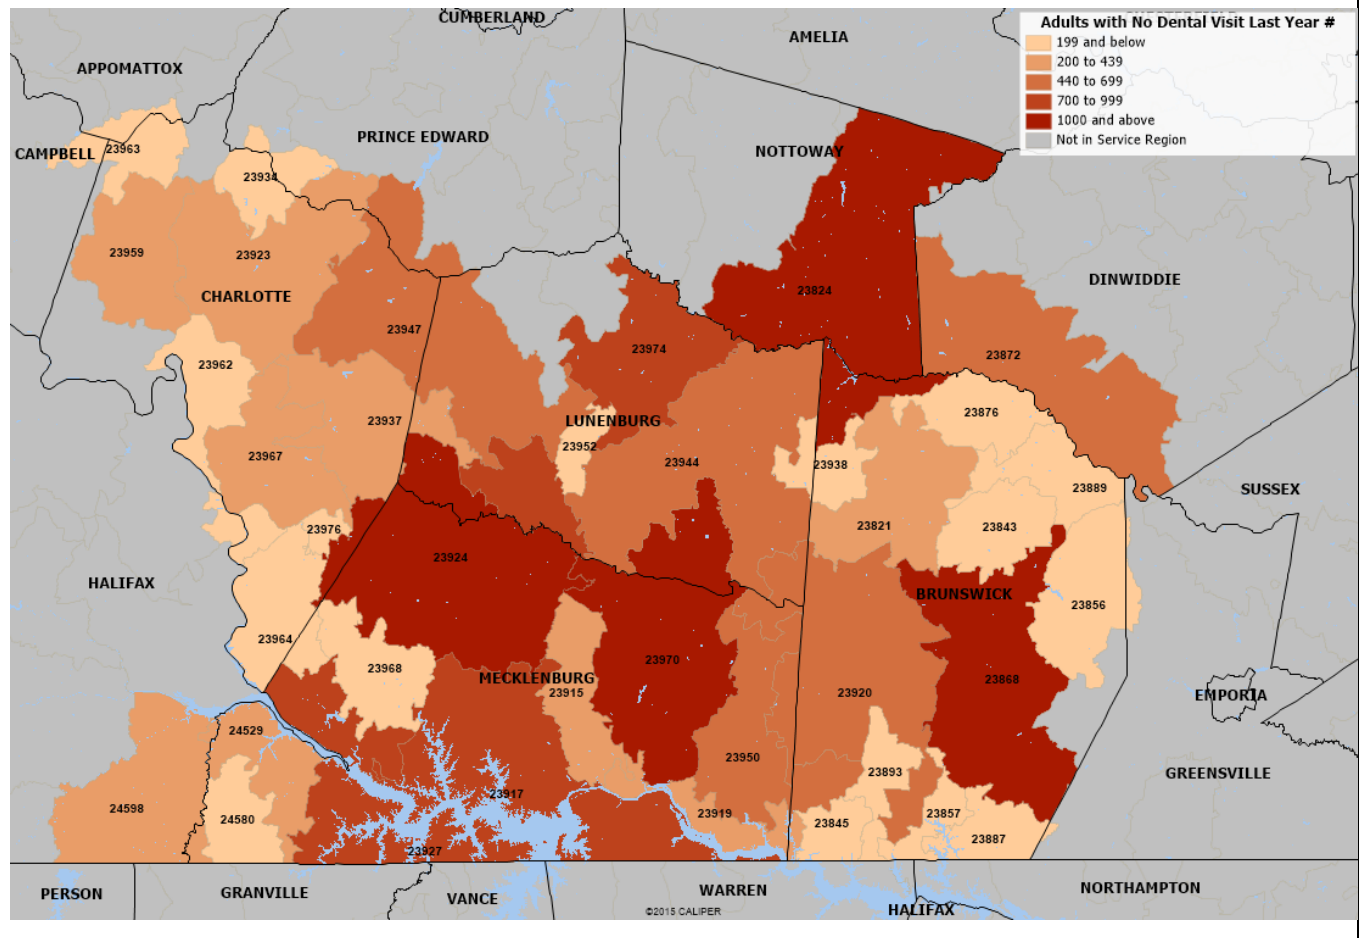 CUMBERLAND
Adults with No Dental Visit Last Year #
199 and below
200 to 439
440 to 699
700 to 999
1000 and above
Not in Service Region
AMELIA
APPOMATTOX
PRINCE EDWARD
CAMPBELL
23963
NOTTOWAY
23934
23959
23923
DINWIDDIE
23824
CHARLOTTE
23947
23974
23872
23962
23876
23937
LUNENBURG
23952
23967
23944
23938
23889
SUSSEX
23976
23821
23843
23924
HALIFAX
BRUNSWICK
23856
23964
23970
23968
MECKLENBURG
23868
23915
23920
EMPORIA
24529
23950
23893
GREENSVILLE
23917
24598
24580
23919
23845
23857
23887
23927
PERSON
GRANVILLE
VANCE
WARREN
NORTHAMPTON
©2015 CALIPER
HALIFAX